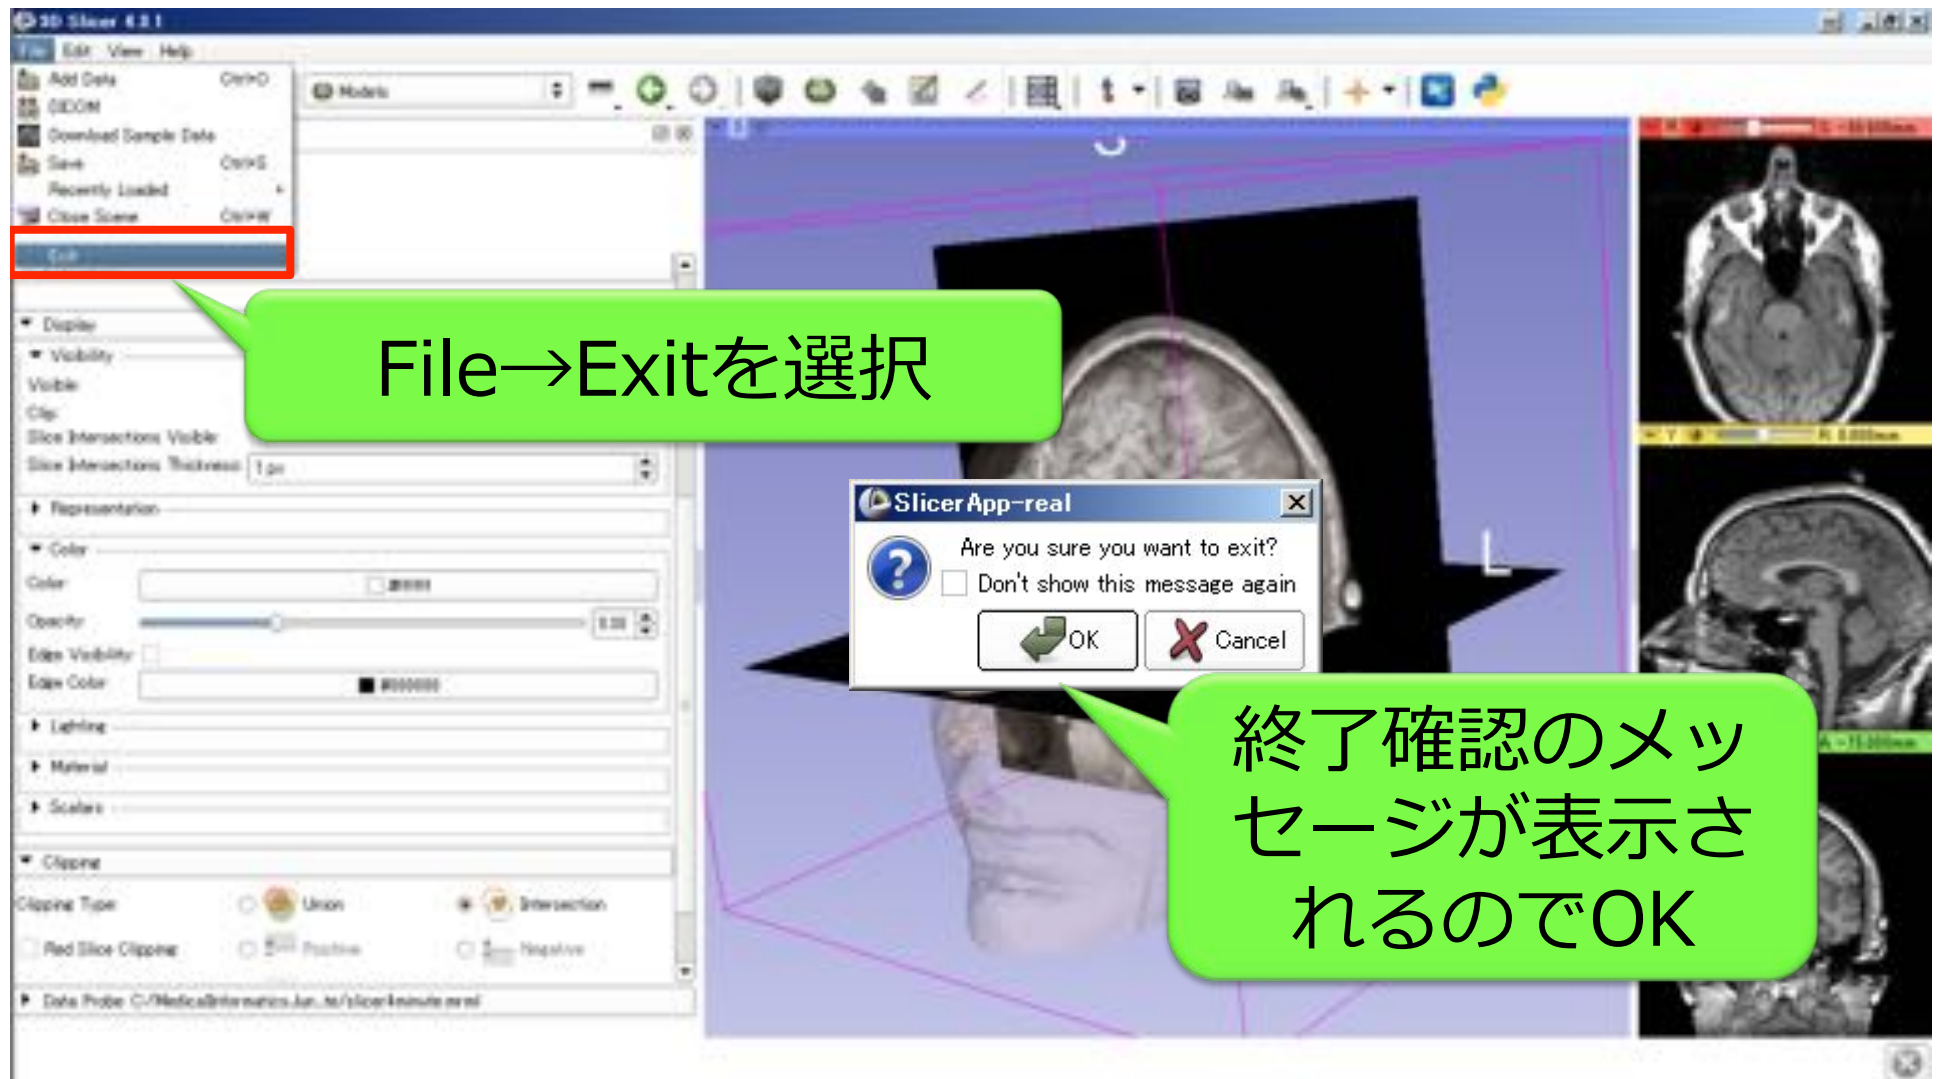 3D Slicer
File Edit View Help
Add Data Ctrl+O
DICOM
Download Sample Data
Save Ctrl+S
Recently Loaded
Close Scene Ctrl+W
Exit
Models
File→Exitを選択
Display
Visibility
Visible
Clip
Slice Intersections Visible
Slice Intersections Thickness 1 px
Representation
Color
Color
Opacity
Edge Visibility
Edge Color #000000
Lighting
Material
Scalars
Clipping
Clipping Type Union Intersection
Red Slice Clipping Positive Negative
Data Probe
S
L
SlicerApp-real
Are you sure you want to exit?
Don't show this message again
OK Cancel
終了確認のメッ
セージが表示さ
れるのでOK